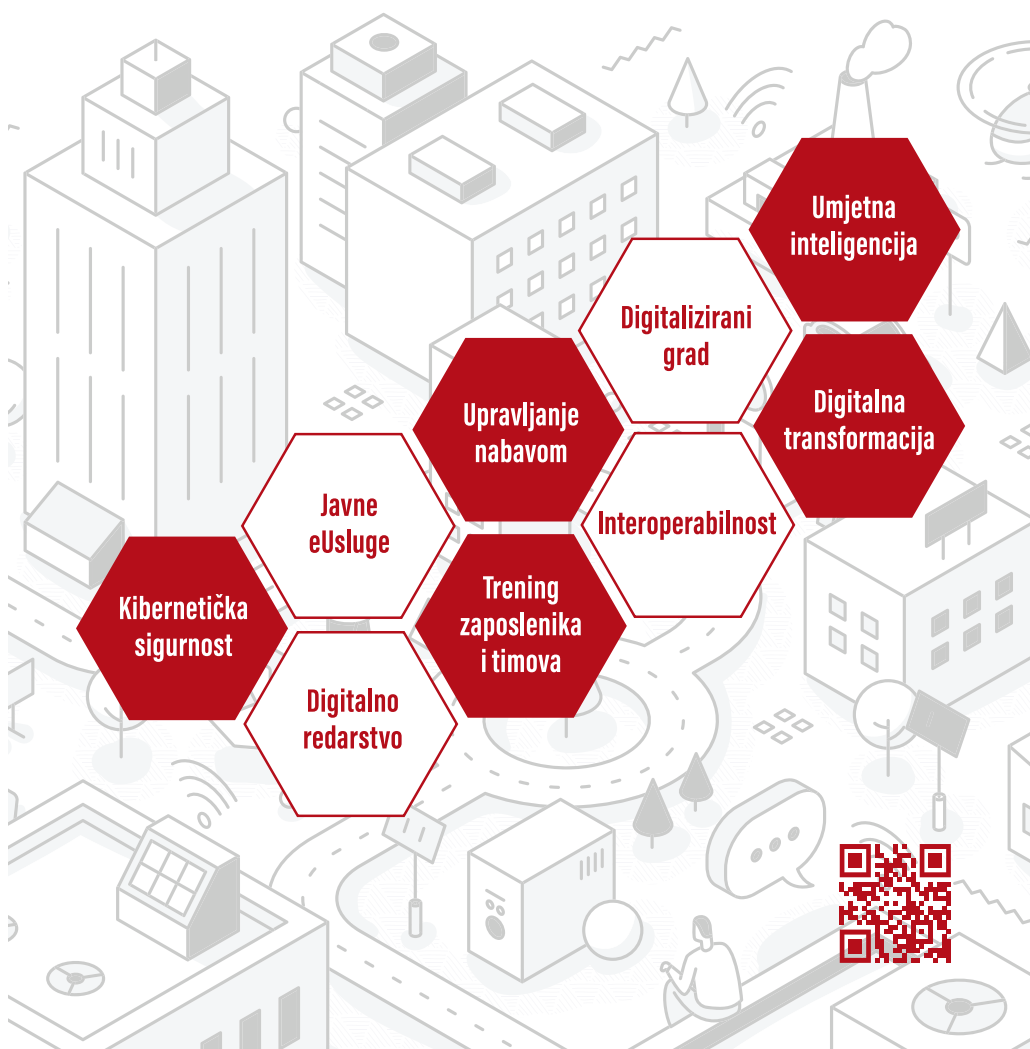 Umjetna
inteligencija
Digitalizirani
grad
Digitalna
transformacija
Upravljanje
nabavom
Interoperabilnost
Javne
eUsluge
Trening
zaposlenika
i timova
Kibernetička
sigurnost
Digitalno
redarstvo